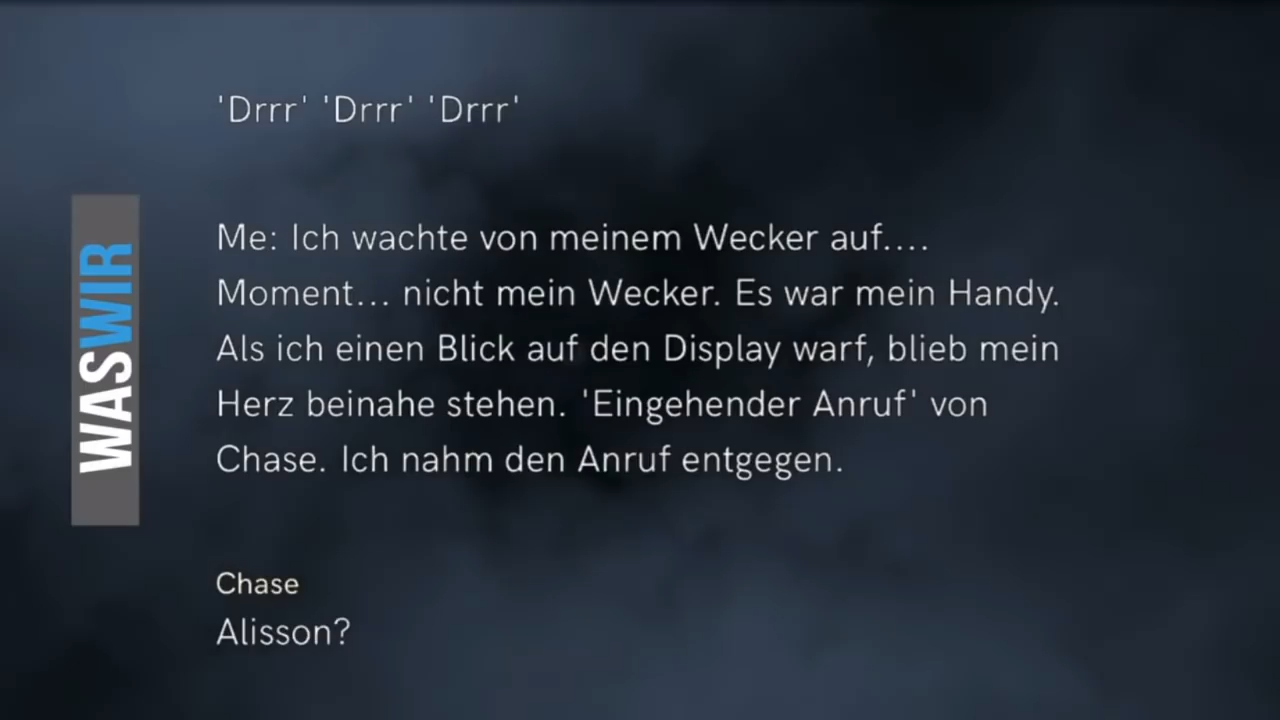 'Drrr' 'Drrr' 'Drrr'
WASWIR
Me: Ich wachte von meinem Wecker auf....
Moment... nicht mein Wecker. Es war mein Handy.
Als ich einen Blick auf den Display warf, blieb mein
Herz beinahe stehen. 'Eingehender Anruf' von
Chase. Ich nahm den Anruf entgegen.
Chase
Alisson?